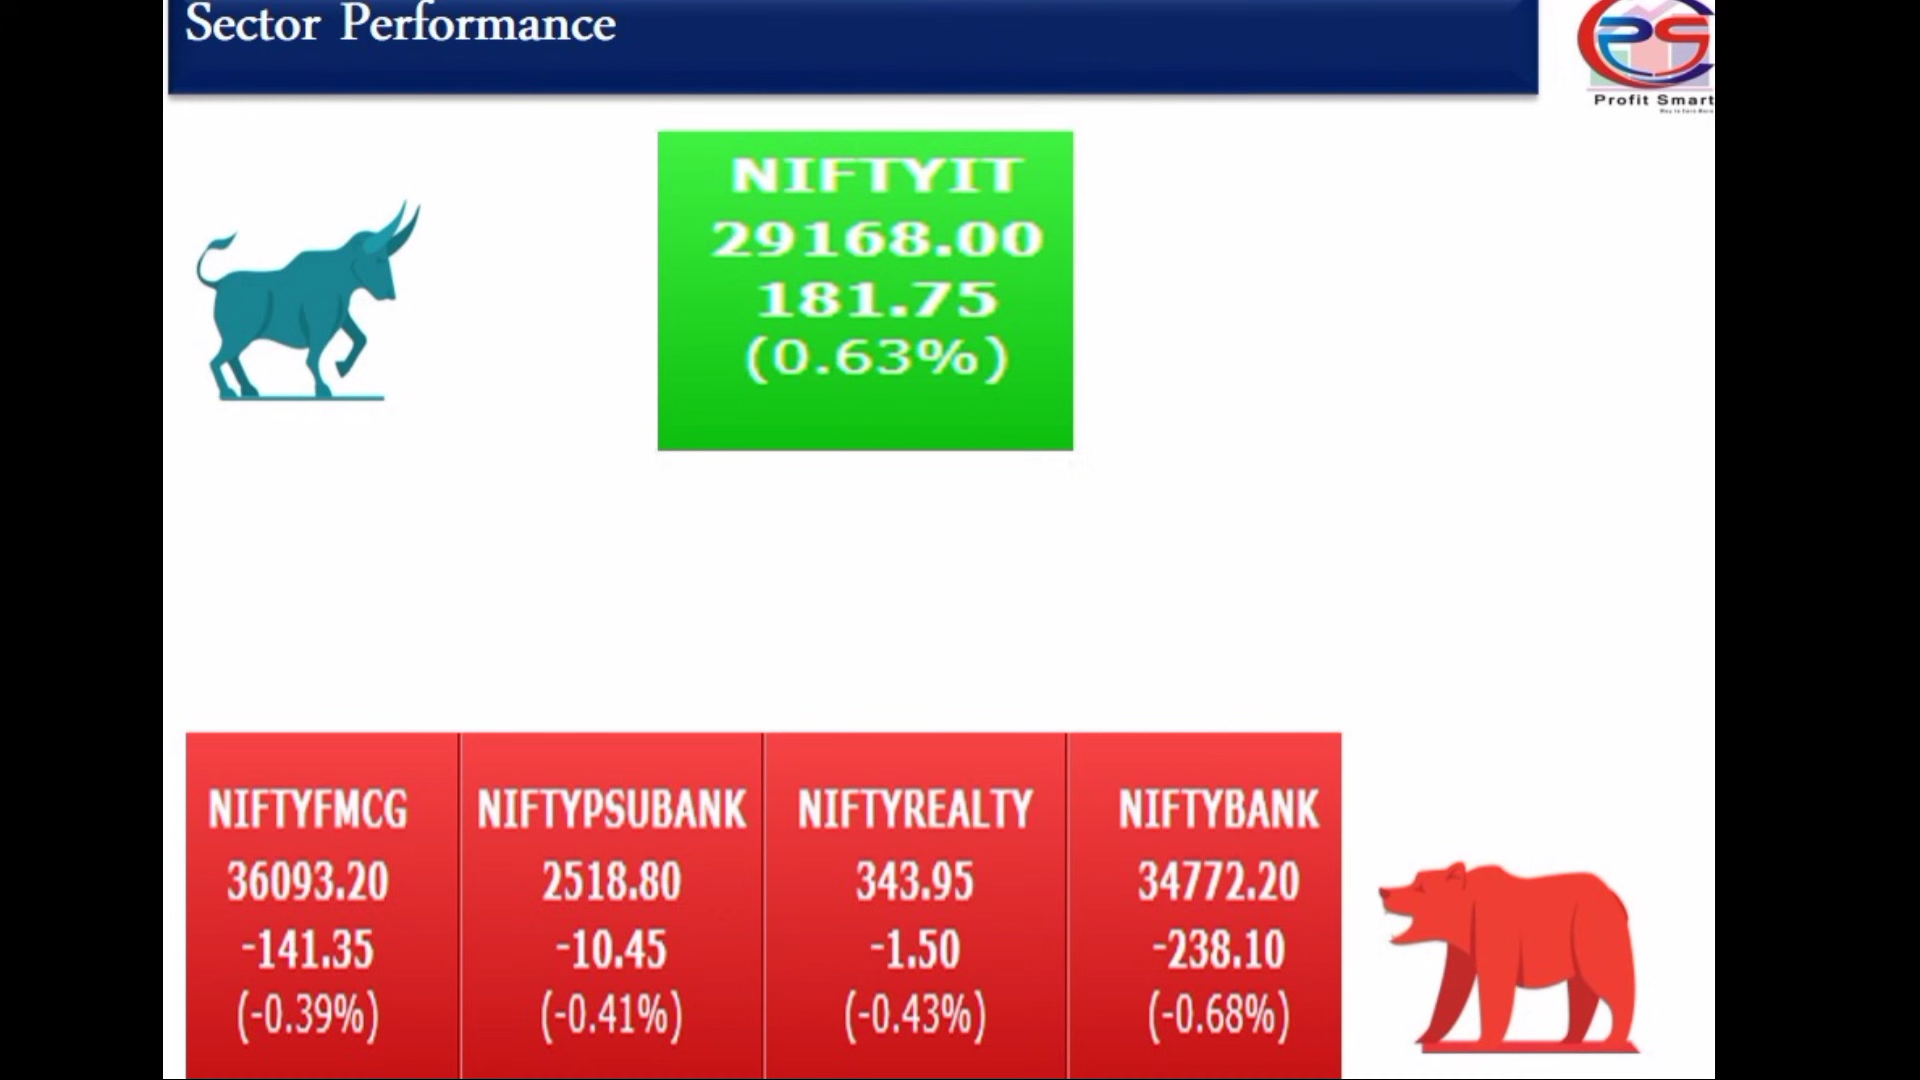 Sector Performance
Profit Smart
NIFTYIT
29168.00
181.75
(0.63%)
NIFTYFMCG
36093.20
-141.35
(-0.39%)
NIFTYPSUBANK
2518.80
-10.45
(-0.41%)
NIFTYREALTY
343.95
-1.50
(-0.43%)
NIFTYBANK
34772.20
-238.10
(-0.68%)